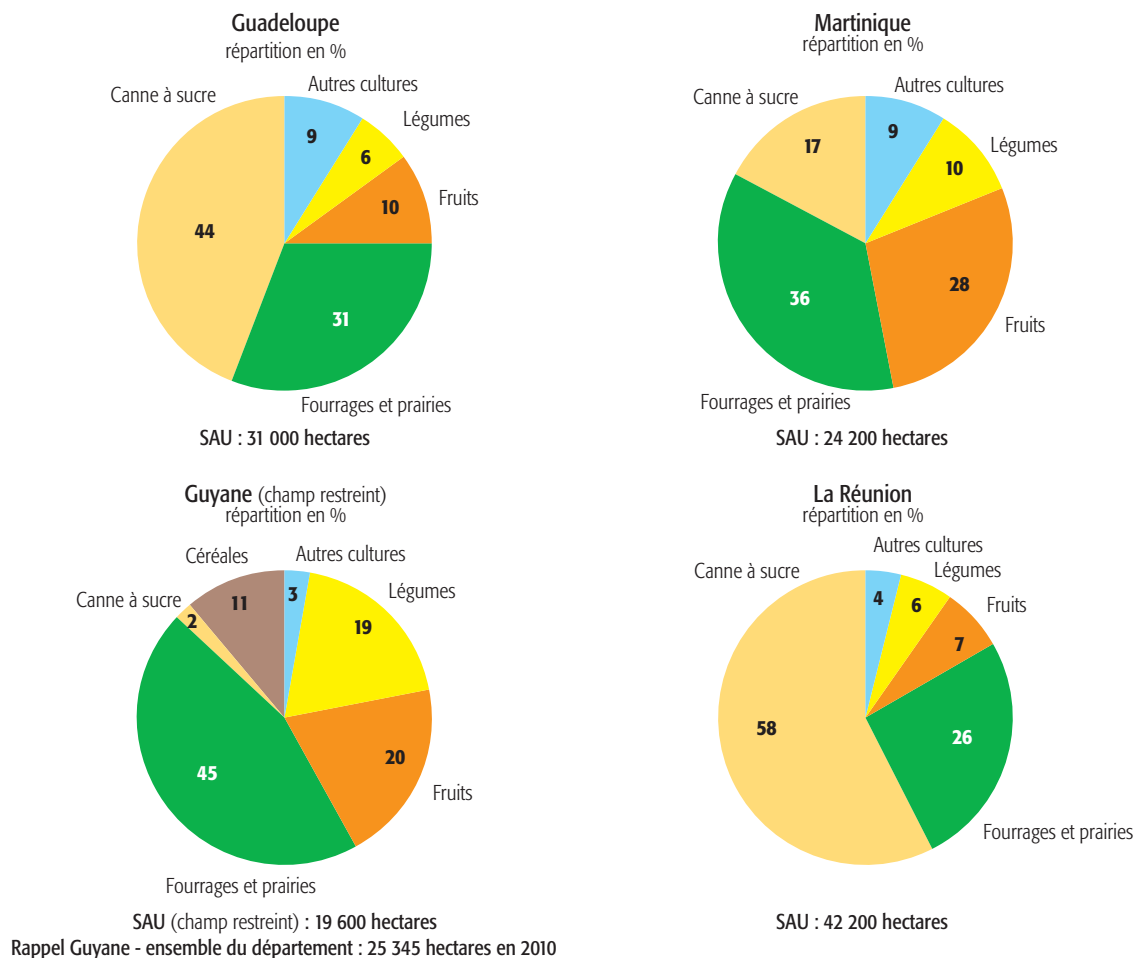 Guadeloupe
répartition en %
Canne à sucre
Autres cultures
Légumes
Fruits
Fourrages et prairies
9
6
10
31
44
SAU : 31 000 hectares
Martinique
répartition en %
Canne à sucre
Autres cultures
Légumes
Fruits
Fourrages et prairies
9
10
28
36
17
SAU : 24 200 hectares
Guyane (champ restreint)
répartition en %
Céréales
Autres cultures
Légumes
Canne à sucre
Fruits
Fourrages et prairies
3
19
20
45
2
11
SAU (champ restreint) : 19 600 hectares
Rappel Guyane - ensemble du département : 25 345 hectares en 2010
La Réunion
répartition en %
Autres cultures
Canne à sucre
Légumes
Fruits
Fourrages et prairies
4
6
7
26
58
SAU : 42 200 hectares